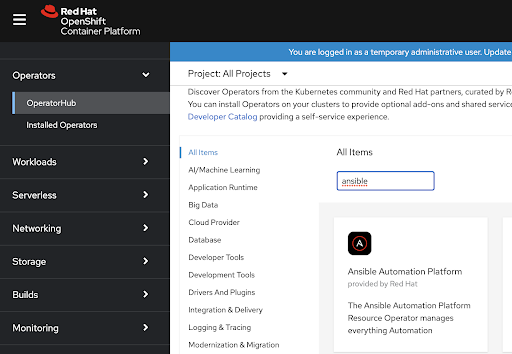 Red Hat
OpenShift
Container Platform
You are logged in as a temporary administrative user. Update
Operators
OperatorHub
Installed Operators
Workloads
Serverless
Networking
Storage
Builds
Monitoring
Project: All Projects
Discover Operators from the Kubernetes community and Red Hat partners, curated by
You can install Operators on your clusters to provide optional add-ons and shared
Developer Catalog providing a self-service experience.
All Items
AI/Machine Learning
Application Runtime
Big Data
Cloud Provider
Database
Developer Tools
Development Tools
Drivers And Plugins
Integration & Delivery
Logging & Tracing
Modernization & Migration
All Items
ansible
A
Ansible Automation Platform
provided by Red Hat
The Ansible Automation Platform
Resource Operator manages
everything Automation